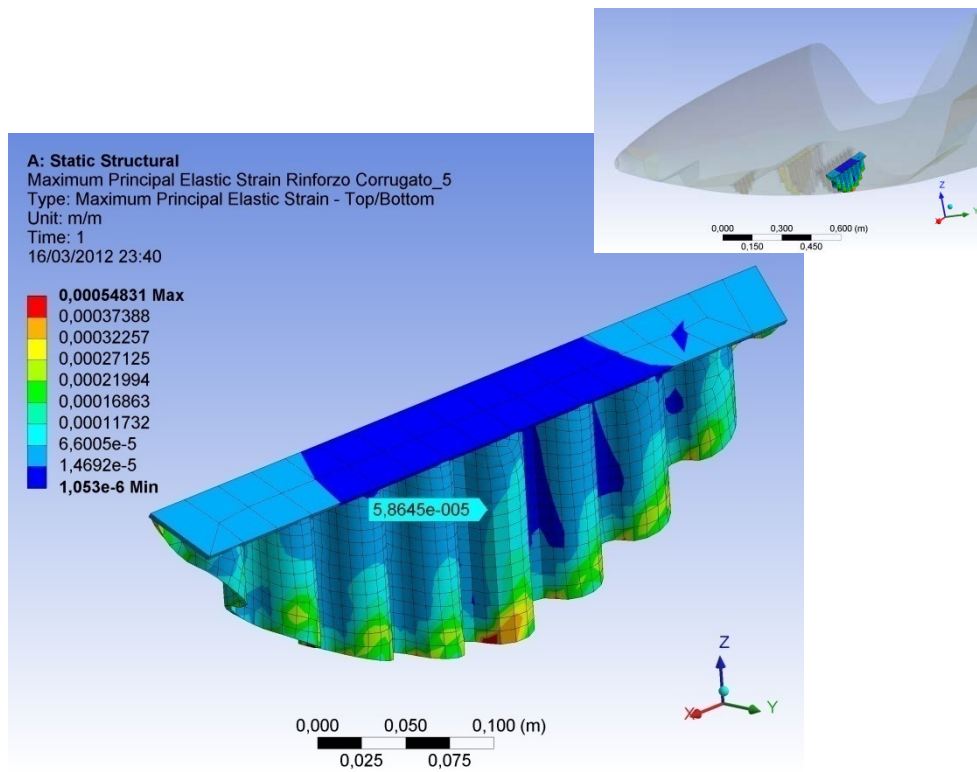 0,000 0,300 0,600 (m)
0,150 0,450
Z
X
Y
A: Static Structural
Maximum Principal Elastic Strain Rinforzo Corrugato_5
Type: Maximum Principal Elastic Strain - Top/Bottom
Unit: m/m
Time: 1
16/03/2012 23:40
0,00054831 Max
0,00037388
0,00032257
0,00027125
0,00021994
0,00016863
0,00011732
6,6005e-5
1,4692e-5
1,053e-6 Min
5,8645e-005
Z
X
Y
0,000 0,050 0,100 (m)
0,025 0,075